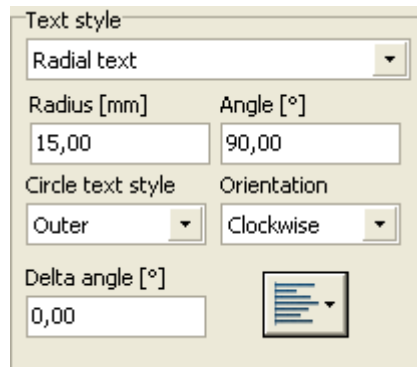 Text style
Radial text
Radius [mm] Angle [°]
15,00 90,00
Circle text style Orientation
Outer Clockwise
Delta angle [°]
0,00